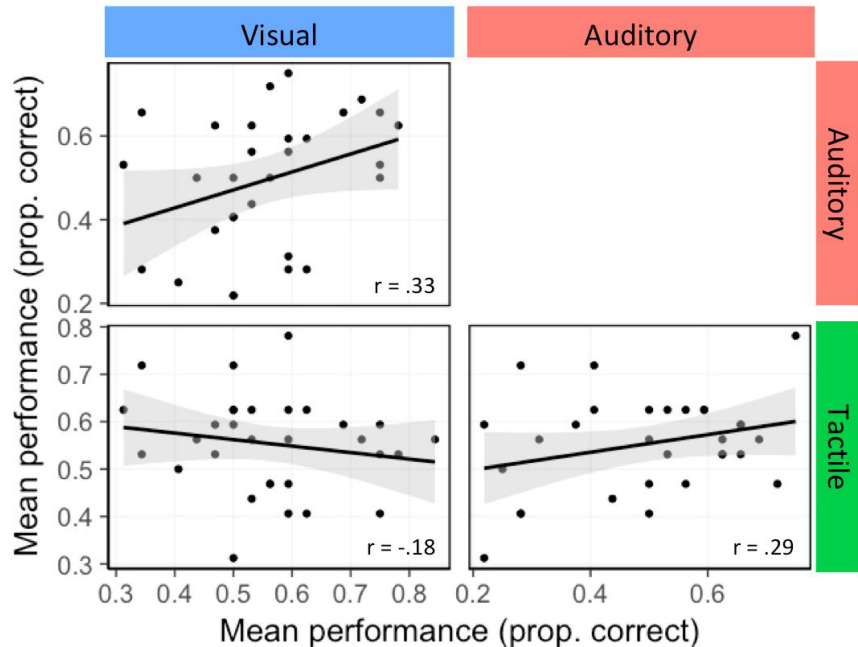 Visual
Auditory
Mean performance (prop. correct)
0.6
0.4
0.2
r = .33
Auditory
0.8
0.7
0.6
0.5
0.4
0.3
r = -.18
r = .29
Tactile
0.3 0.4 0.5 0.6 0.7 0.8
0.2 0.4 0.6
Mean performance (prop. correct)